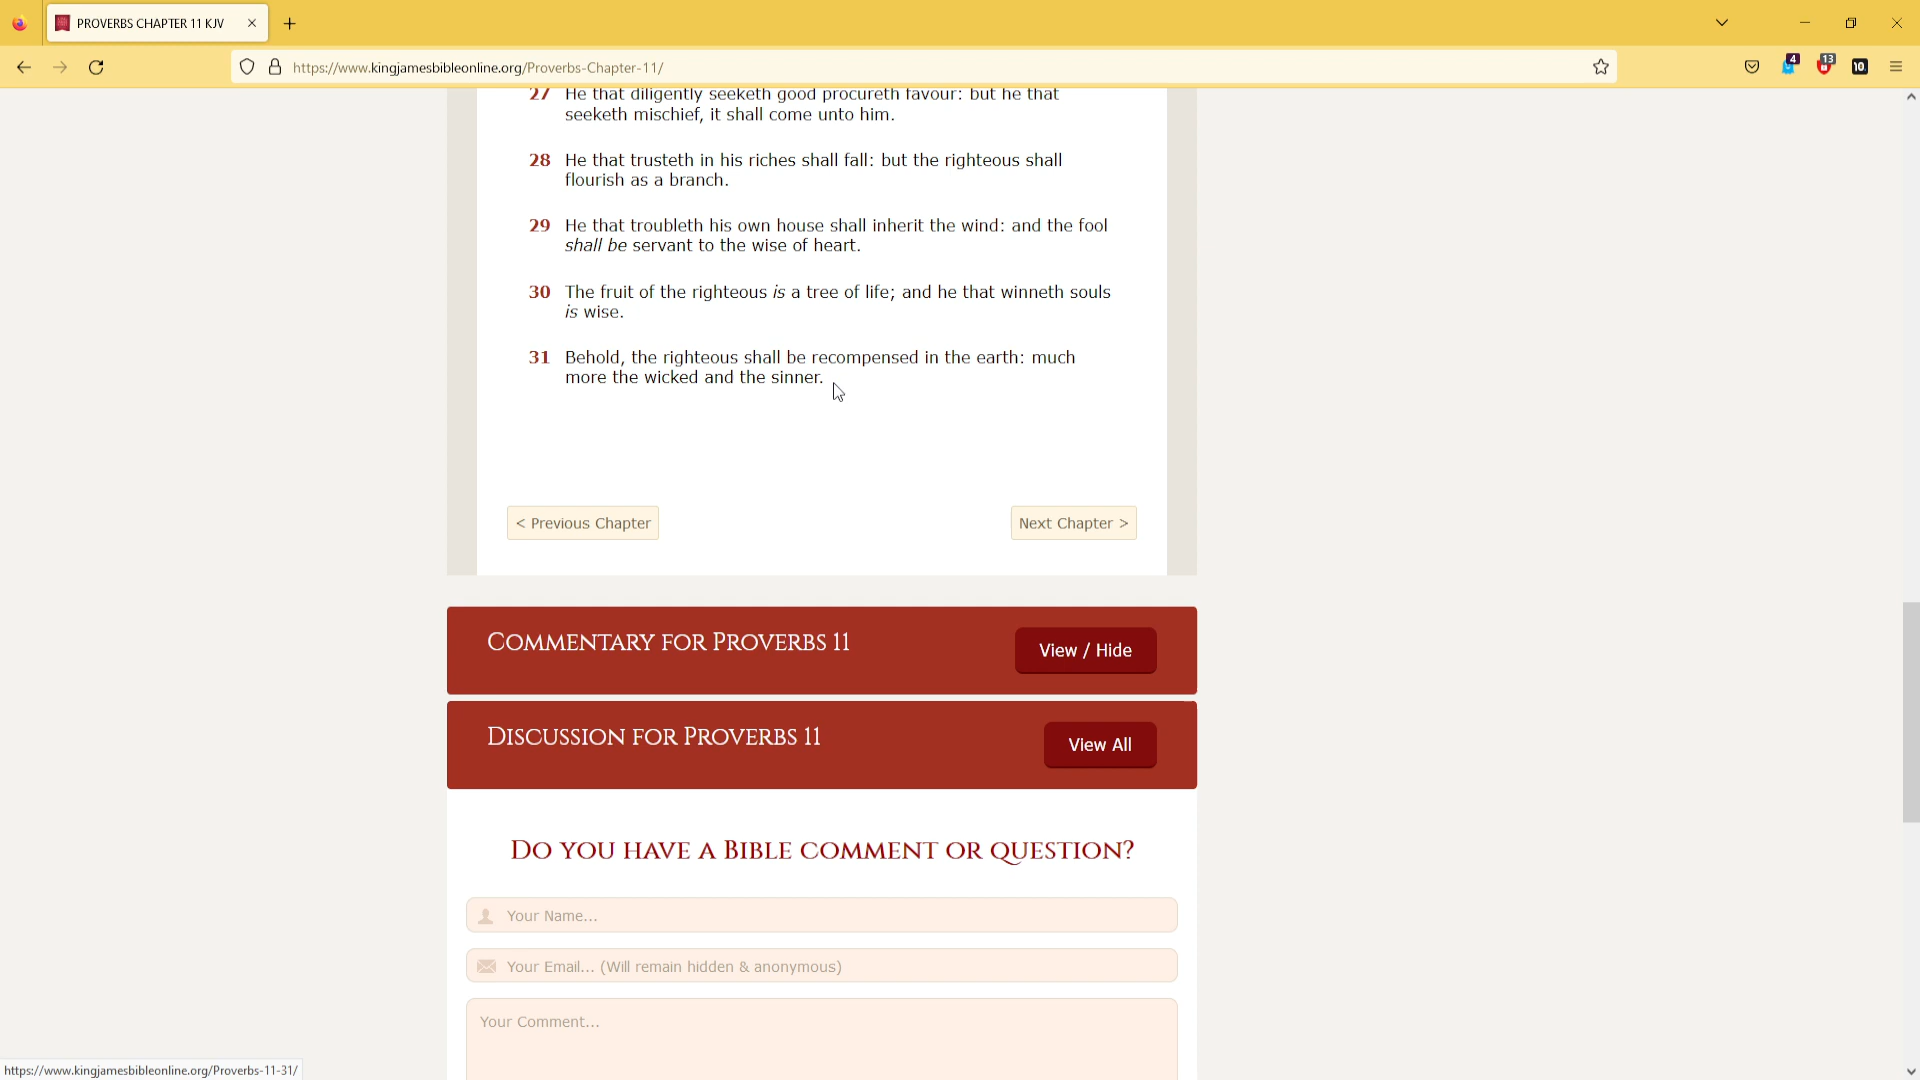 PROVERBS CHAPTER 11 KJV
https://www.kingjamesbibleonline.org/Proverbs-Chapter-11/
4
13
10.
27 He that diligently seeketh good procureth favour: but he that
seeketh mischief, it shall come unto him.
28 He that trusteth in his riches shall fall: but the righteous shall
flourish as a branch.
29 He that troubleth his own house shall inherit the wind: and the fool
shall be servant to the wise of heart.
30 The fruit of the righteous is a tree of life; and he that winneth souls
is wise.
31 Behold, the righteous shall be recompensed in the earth: much
more the wicked and the sinner.
< Previous Chapter
Next Chapter >
COMMENTARY FOR PROVERBS 11
View / Hide
DISCUSSION FOR PROVERBS 11
View All
DO YOU HAVE A BIBLE COMMENT OR QUESTION?
Your Name...
Your Email... (Will remain hidden & anonymous)
Your Comment...
https://www.kingjamesbibleonline.org/Proverbs-11-31/